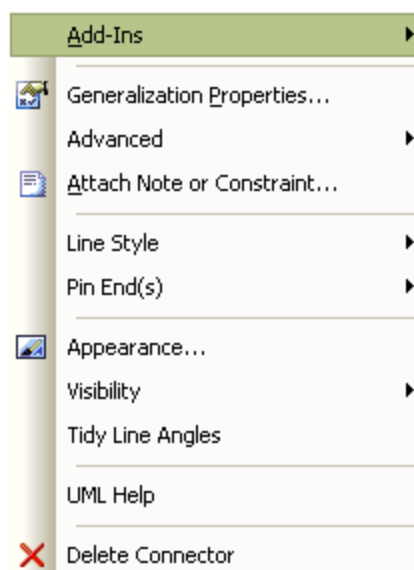 Add-Ins
Generalization Properties...
Advanced
Attach Note or Constraint...
Line Style
Pin End(s)
Appearance...
Visibility
Tidy Line Angles
UML Help
Delete Connector